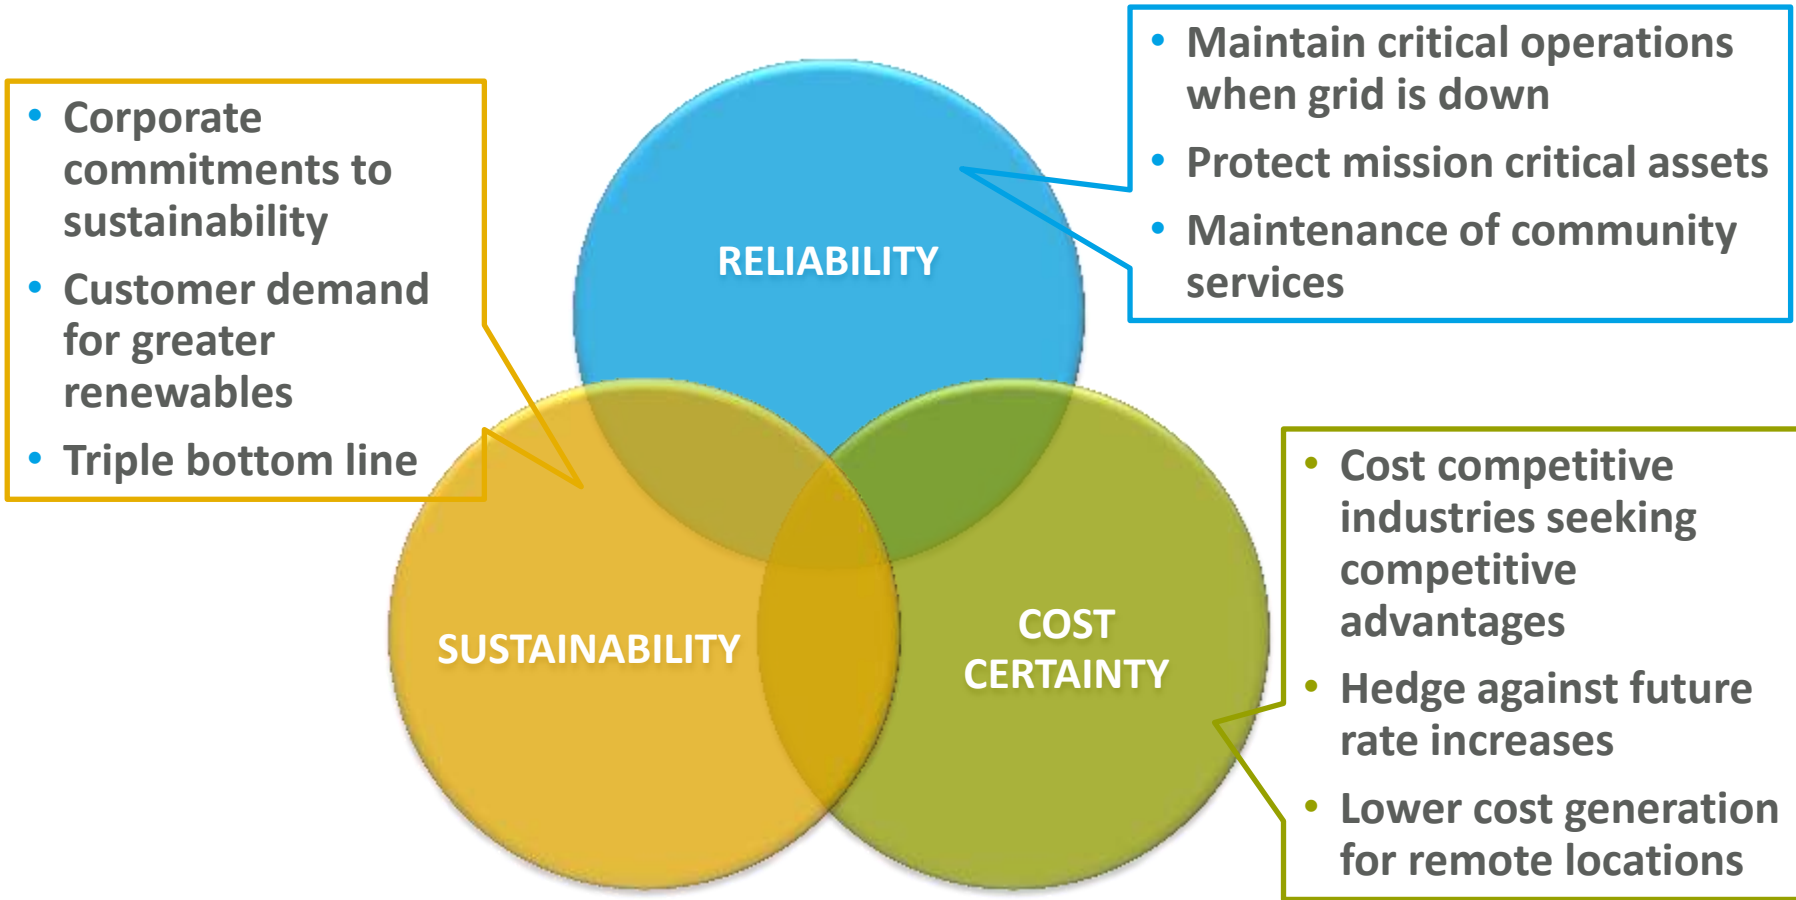 • Corporate
commitments to
sustainability
• Customer demand
for greater
renewables
• Triple bottom line
RELIABILITY
• Maintain critical operations
when grid is down
• Protect mission critical assets
• Maintenance of community
services
SUSTAINABILITY
COST
CERTAINTY
• Cost competitive
industries seeking
competitive
advantages
• Hedge against future
rate increases
• Lower cost generation
for remote locations